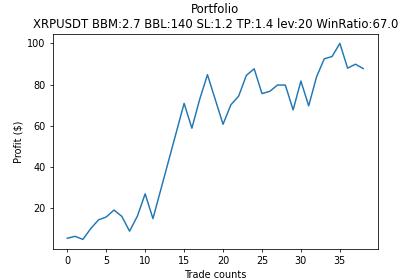 Portfolio
XRPUSDT BBM:2.7 BBL:140 SL:1.2 TP:1.4 lev:20 WinRatio:67.0
Profit ($)
100
80
60
40
20
0 5 10 15 20 25 30 35
Trade counts